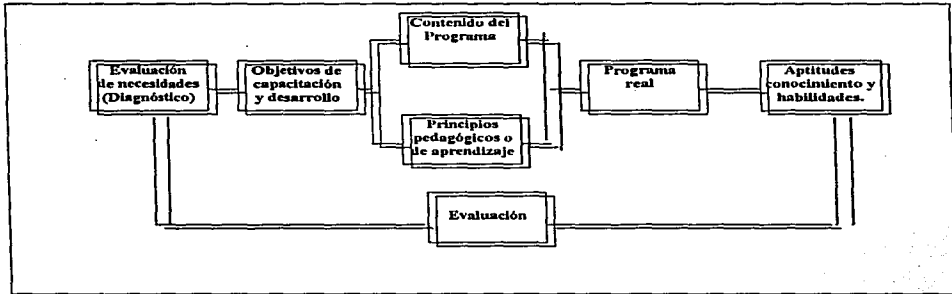 Contenido del
Programa
Evaluación
de necesidades
(Diagnóstico)
Objetivos de
capacitación
y desarrollo
Programa
real
Aptitudes
conocimiento y
habilidades.
Principios
pedagógicos o
de aprendizaje
Evaluación